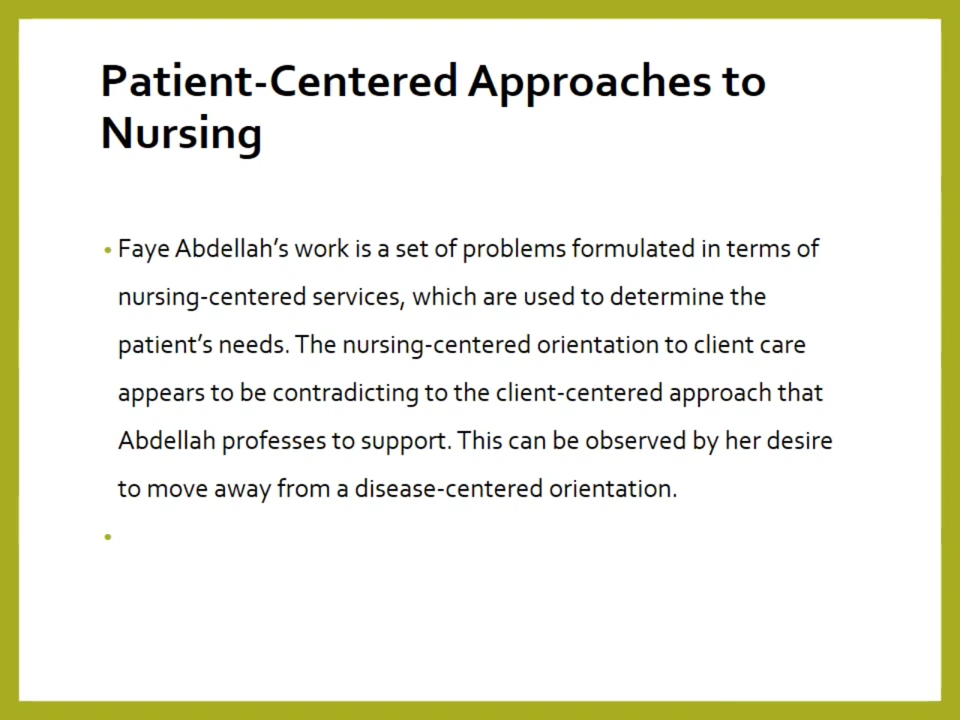 Patient-Centered Approaches to
Nursing
• Faye Abdellah’s work is a set of problems formulated in terms of
nursing-centered services, which are used to determine the
patient’s needs. The nursing-centered orientation to client care
appears to be contradicting to the client-centered approach that
Abdellah professes to support. This can be observed by her desire
to move away from a disease-centered orientation.
•